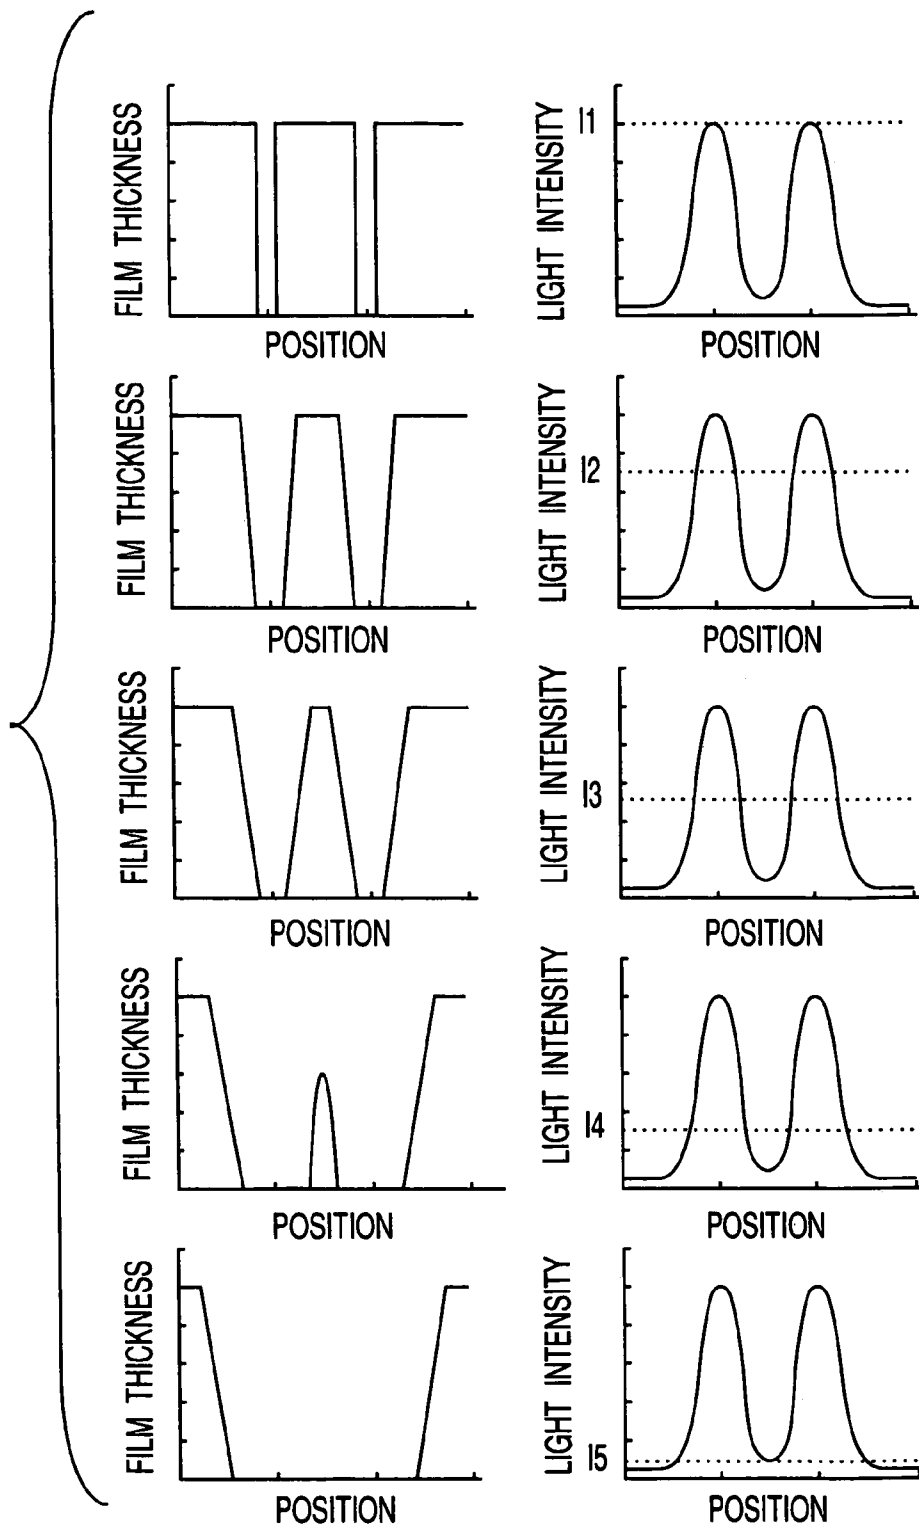 FILM THICKNESS
POSITION
LIGHT INTENSITY
I1
POSITION
FILM THICKNESS
POSITION
LIGHT INTENSITY
I2
POSITION
FILM THICKNESS
POSITION
LIGHT INTENSITY
I3
POSITION
FILM THICKNESS
POSITION
LIGHT INTENSITY
I4
POSITION
FILM THICKNESS
POSITION
LIGHT INTENSITY
I5
POSITION